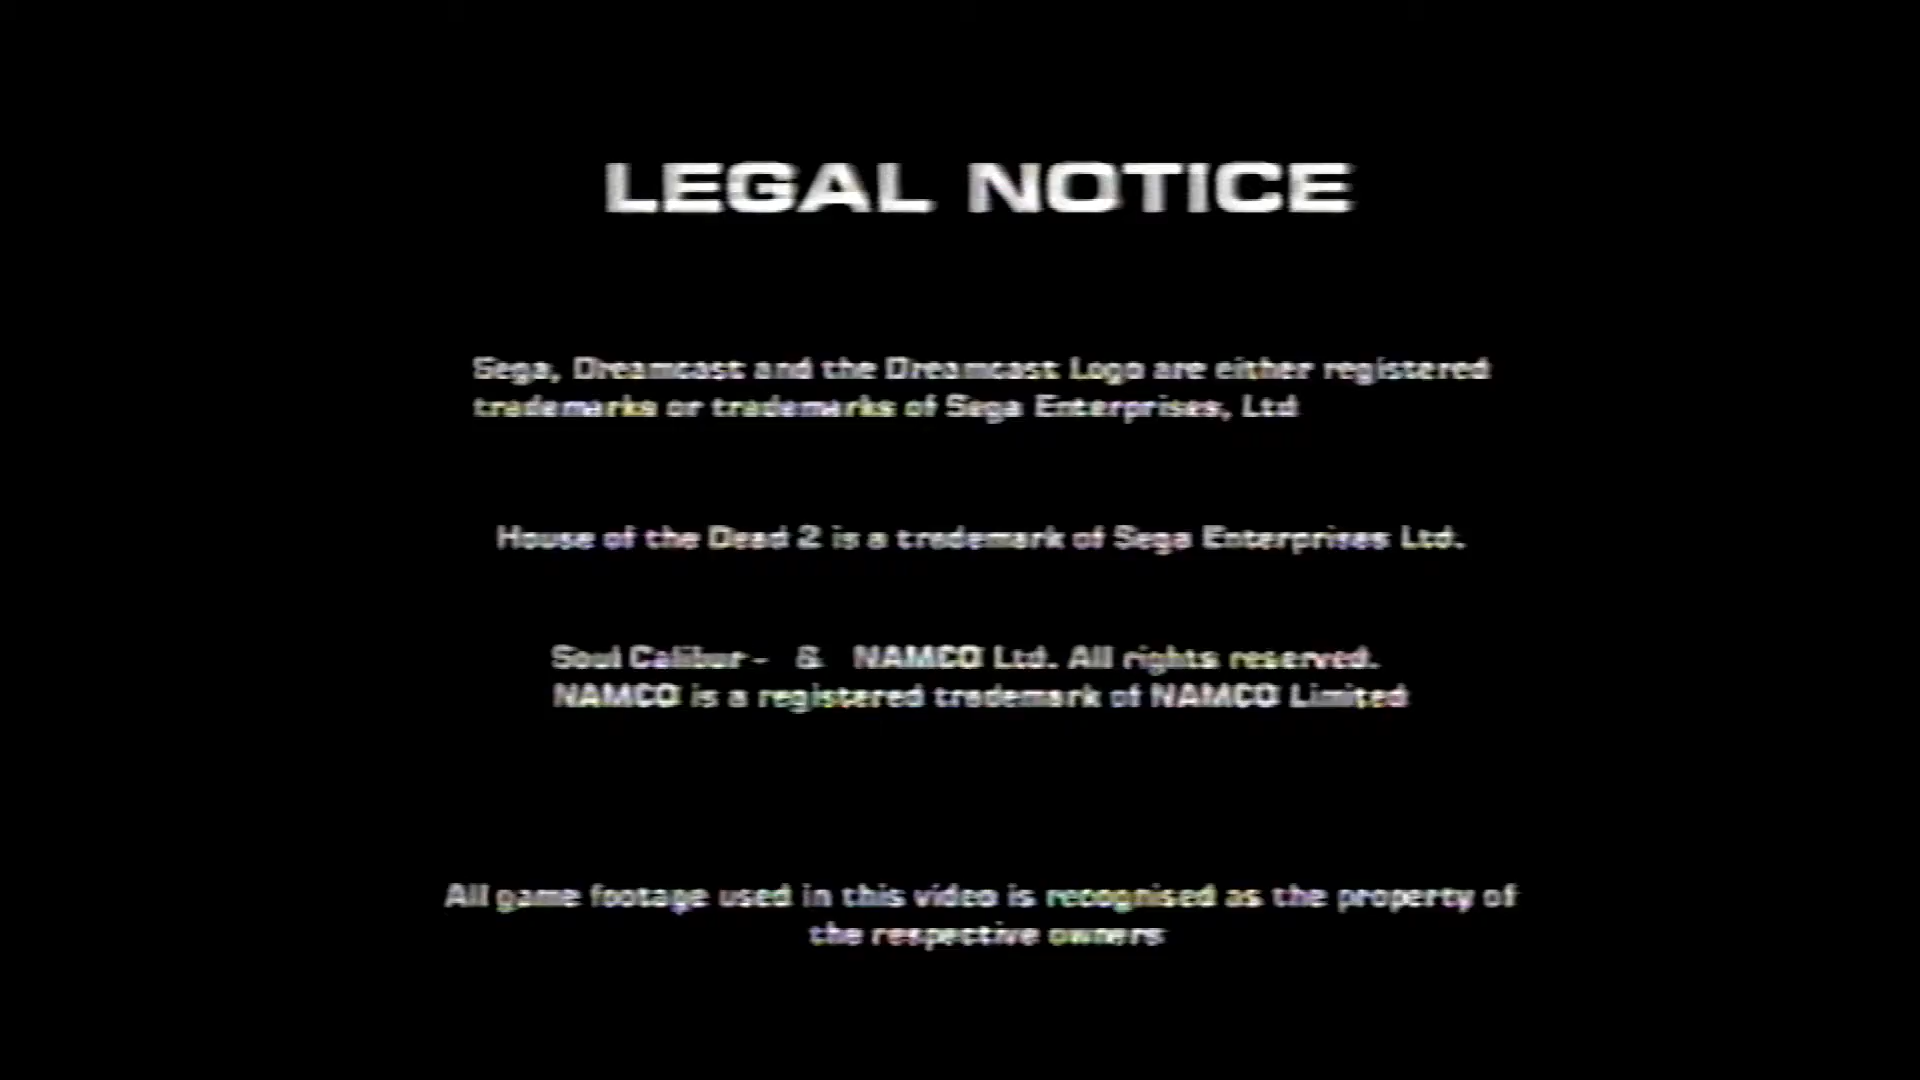 LEGAL NOTICE
Sega, Dreamcast and the Dreamcast Logo are either registered
trademarks or trademarks of Sega Enterprises, Ltd
House of the Dead 2 is a trademark of Sega Enterprises Ltd.
Soul Calibur - & NAMCO Ltd. All rights reserved.
NAMCO is a registered trademark of NAMCO Limited
All game footage used in this video is recognised as the property of
the respective owners